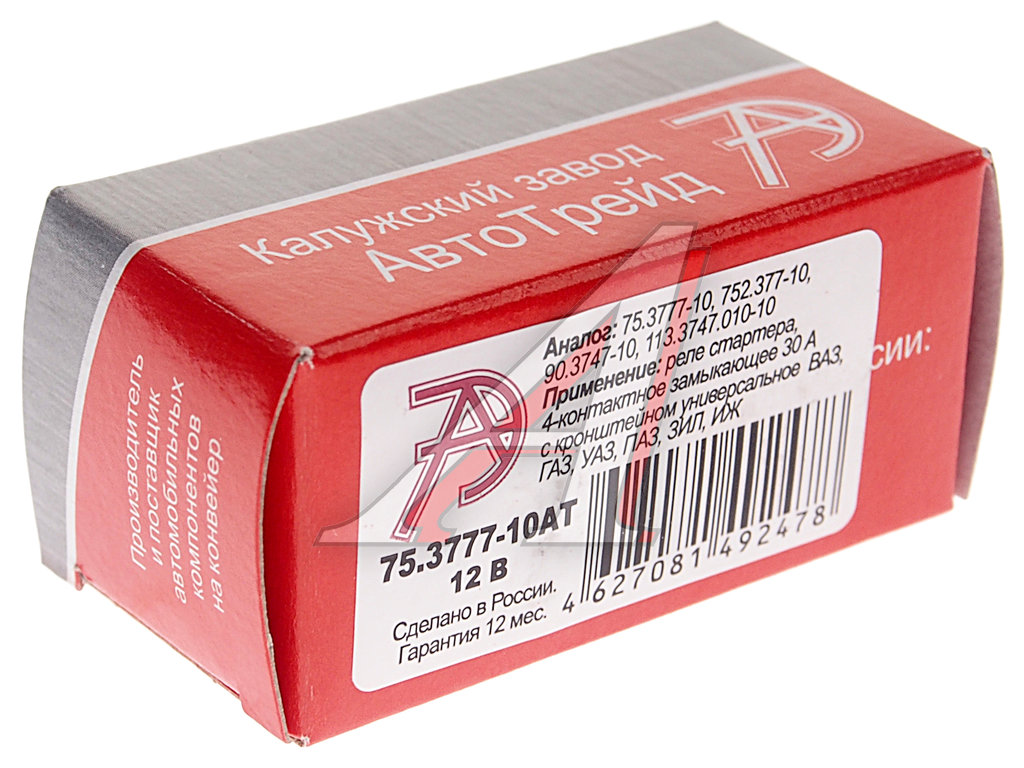 Калужский завод
АвтоТрейд
Производитель
и поставщик
автомобильных
компонентов
на конвейер
Аналог: 75.3777-10, 752.377-10,
90.3747-10, 113.3747.010-10
Применение: реле стартера,
4-контактное замыкающее 30 А
с кронштейном универсальное ВАЗ,
ГАЗ, УАЗ, ПАЗ, ЗИЛ, ИЖ
75.3777-10АТ
12 В
Сделано в России.
Гарантия 12 мес.
4 627081 492478
сии: